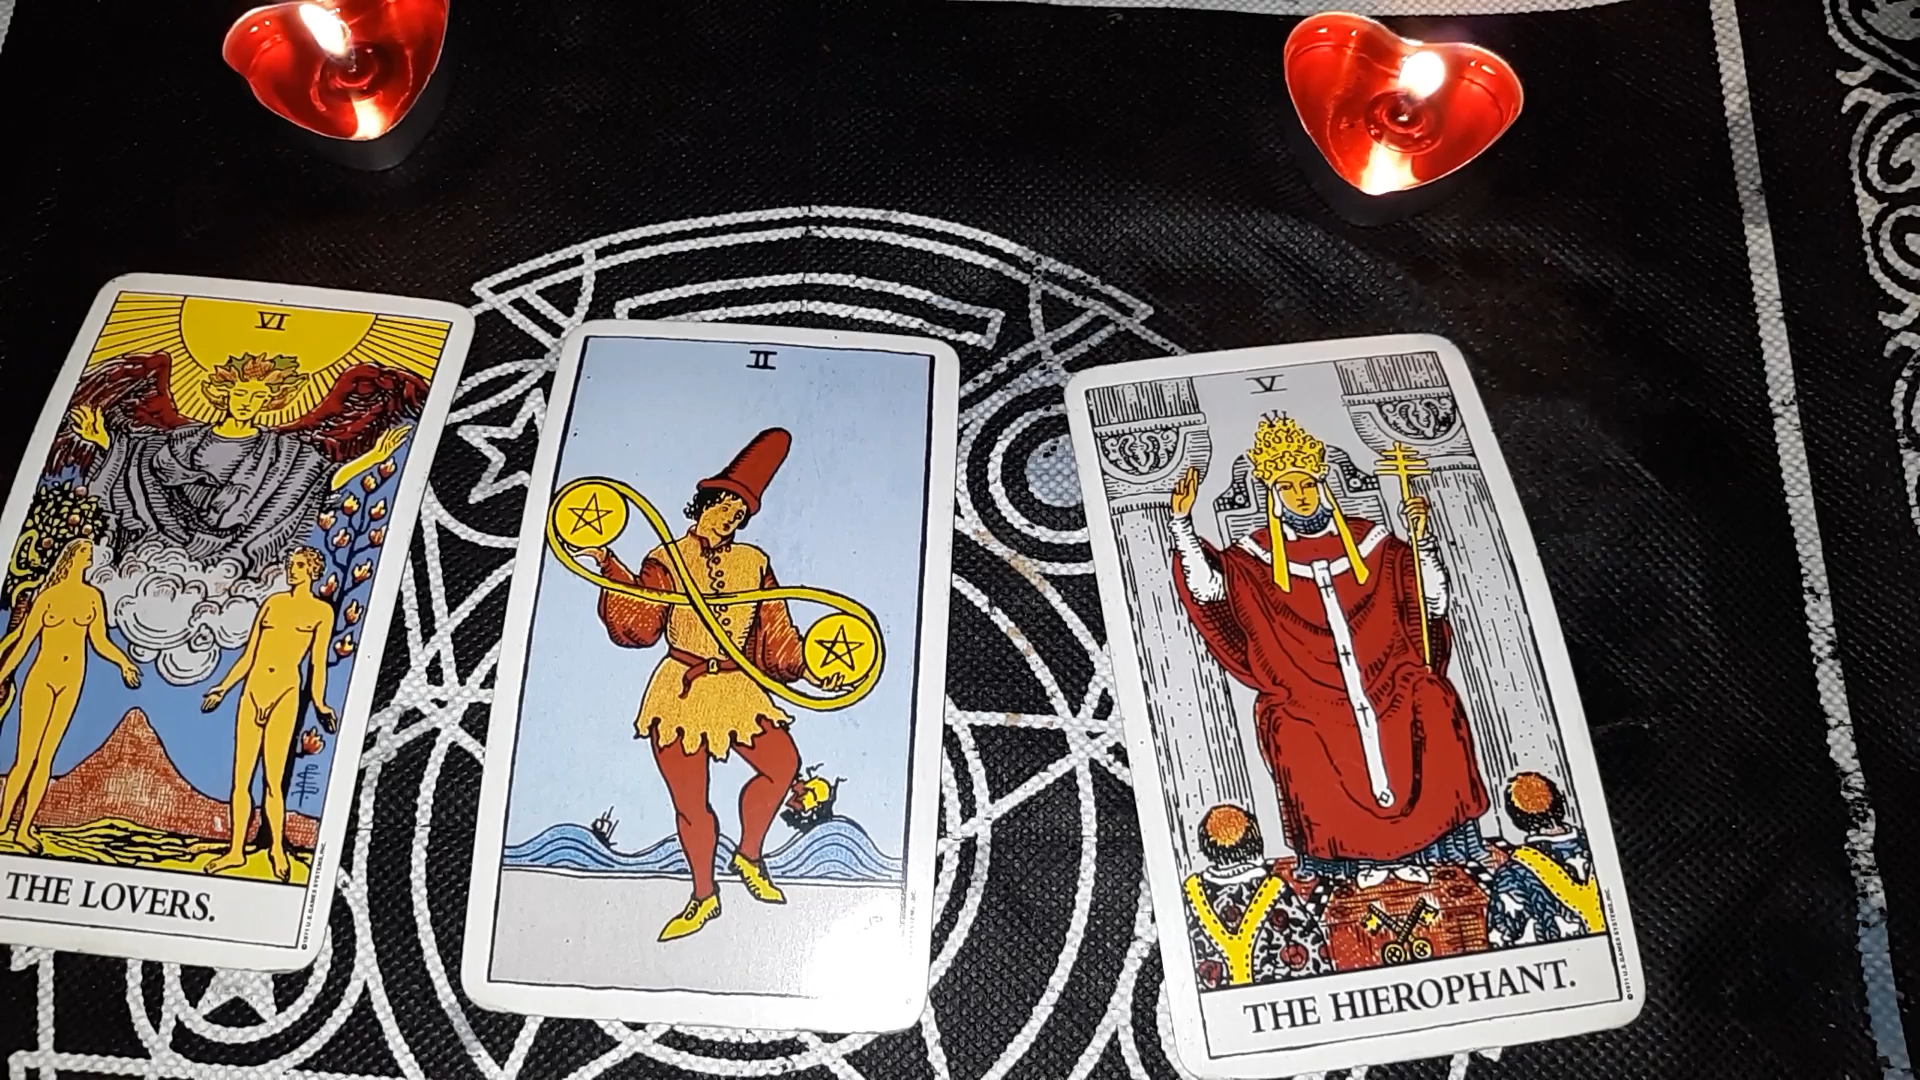 VI
THE LOVERS.
II
V
THE HIEROPHANT.